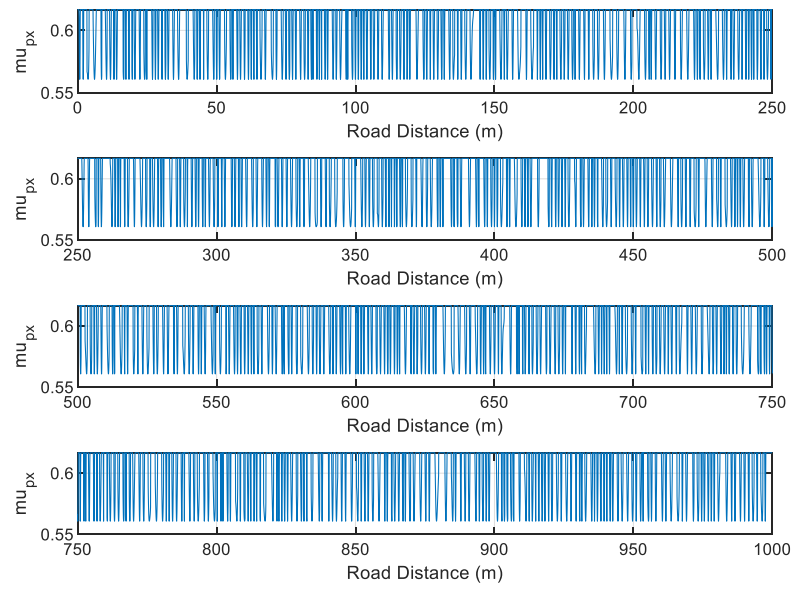 mu_px
0.6
0.55
0 50 100 150 200 250
Road Distance (m)
mu_px
0.6
0.55
250 300 350 400 450 500
Road Distance (m)
mu_px
0.6
0.55
500 550 600 650 700 750
Road Distance (m)
mu_px
0.6
0.55
750 800 850 900 950 1000
Road Distance (m)